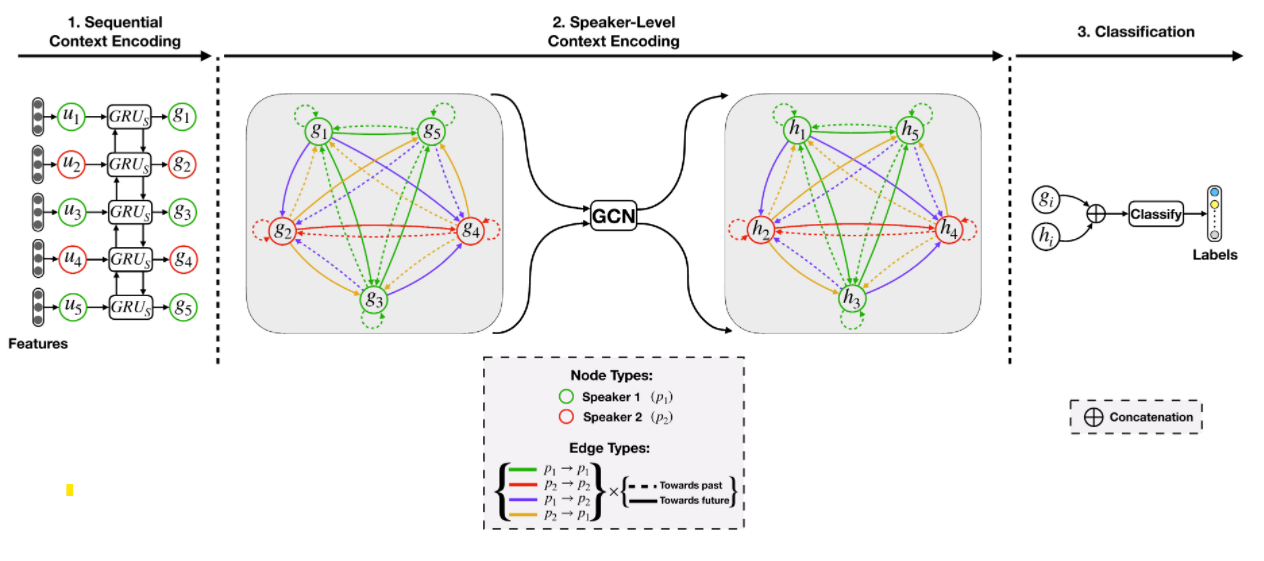 1. Sequential
Context Encoding
2. Speaker-Level
Context Encoding
3. Classification
u₁ GRUₛ g₁
u₂ GRUₛ g₂
u₃ GRUₛ g₃
u₄ GRUₛ g₄
u₅ GRUₛ g₅
Features
g₁ g₅
g₂ g₄
g₃
GCN
h₁ h₅
h₂ h₄
h₃
gᵢ
hᵢ
⊕ Classify
Labels
Node Types:
Speaker 1 (p₁)
Speaker 2 (p₂)
Edge Types:
p₁ → p₁
p₂ → p₂
p₁ → p₂
p₂ → p₁
×
Towards past
Towards future
⊕ Concatenation